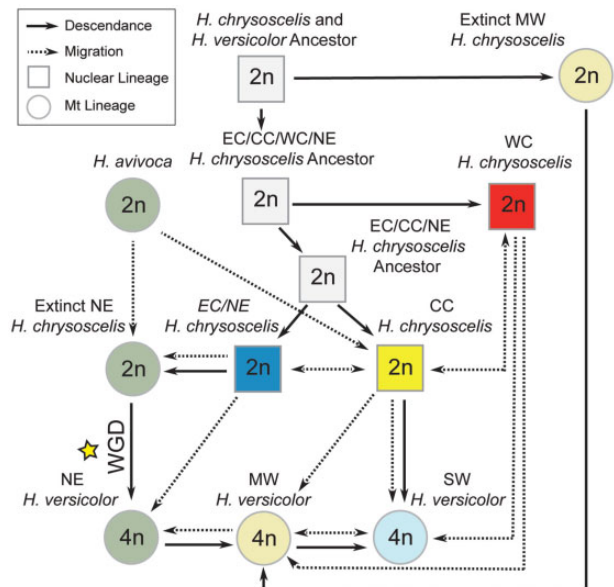 Descendance
Migration
Nuclear Lineage
Mt Lineage
H. chrysoscelis and
H. versicolor Ancestor
2n
Extinct MW
H. chrysoscelis
2n
EC/CC/WC/NE
H. chrysoscelis Ancestor
2n
H. avivoca
2n
WC
H. chrysoscelis
2n
EC/CC/NE
H. chrysoscelis
Ancestor
2n
Extinct NE
H. chrysoscelis
2n
EC/NE
H. chrysoscelis
2n
CC
H. chrysoscelis
2n
WGD
NE
H. versicolor
4n
MW
H. versicolor
4n
SW
H. versicolor
4n